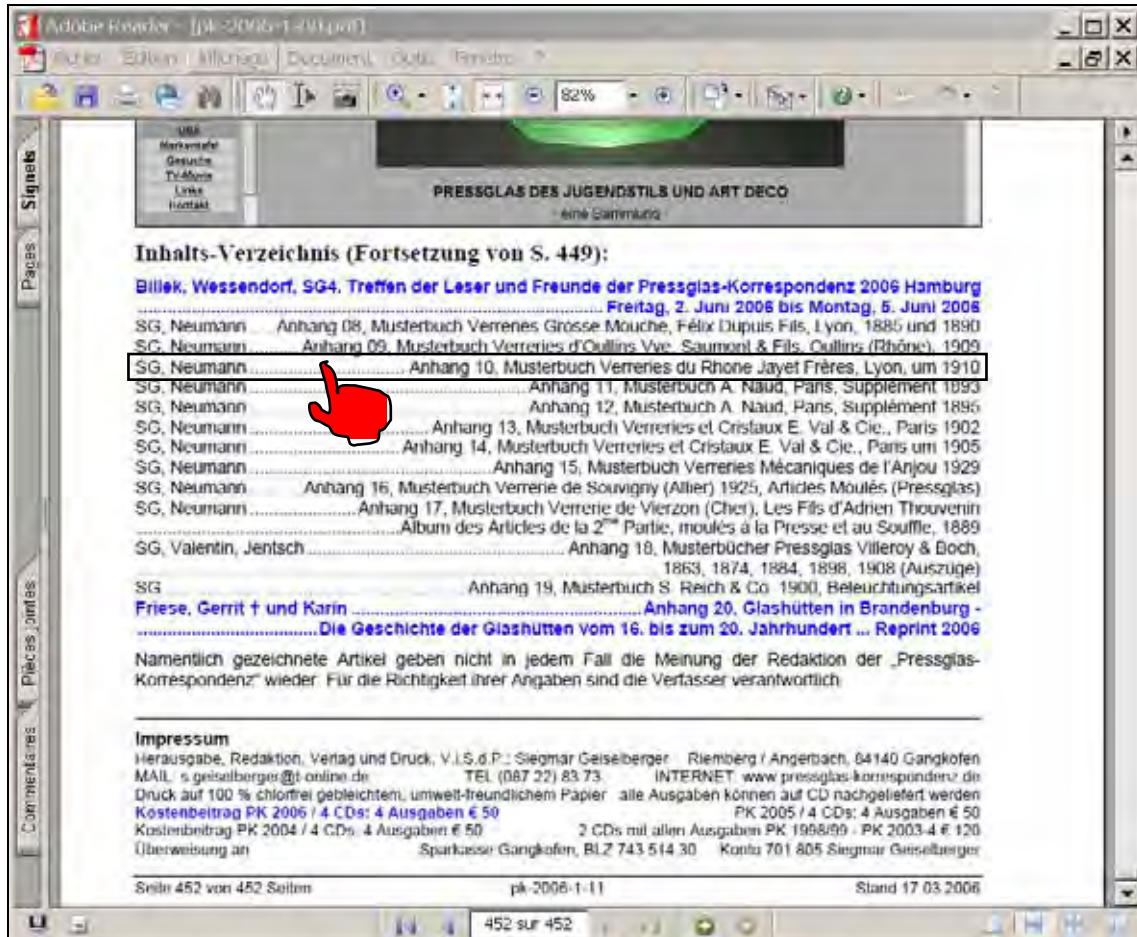 Adobe Reader - [pk-2006-1-00.pdf]
Fichier Edition Affichage Document Outils Fenêtre ?
82%
Signets
Pages
Pièces jointes
Commentaires
USA
Markentafel
Gesuche
TV-Movie
Links
Kontakt
PRESSGLAS DES JUGENDSTILS UND ART DECO
- eine Sammlung -
Inhalts-Verzeichnis (Fortsetzung von S. 449):
Billek, Wessendorf, SG4. Treffen der Leser und Freunde der Pressglas-Korrespondenz 2006 Hamburg
Freitag, 2. Juni 2006 bis Montag, 5. Juni 2006
SG, Neumann Anhang 08, Musterbuch Verreries Grosse Mouche, Félix Dupuis Fils, Lyon, 1885 und 1890
SG, Neumann Anhang 09, Musterbuch Verreries d'Oullins Vve. Saumont & Fils, Oullins (Rhône), 1909
SG, Neumann Anhang 10, Musterbuch Verreries du Rhone Jayet Frères, Lyon, um 1910
SG, Neumann Anhang 11, Musterbuch A. Naud, Paris, Supplément 1893
SG, Neumann Anhang 12, Musterbuch A. Naud, Paris, Supplément 1895
SG, Neumann Anhang 13, Musterbuch Verreries et Cristaux E. Val & Cie., Paris 1902
SG, Neumann Anhang 14, Musterbuch Verreries et Cristaux E. Val & Cie., Paris um 1905
SG, Neumann Anhang 15, Musterbuch Verreries Mécaniques de l'Anjou 1929
SG, Neumann Anhang 16, Musterbuch Verrerie de Souvigny (Allier) 1925, Articles Moulés (Pressglas)
SG, Neumann Anhang 17, Musterbuch Verrerie de Vierzon (Cher), Les Fils d'Adrien Thouvenin
Album des Articles de la 2me Partie, moulés à la Presse et au Souffle, 1889
SG, Valentin, Jentsch Anhang 18, Musterbücher Pressglas Villeroy & Boch,
1863, 1874, 1884, 1898, 1908 (Auszüge)
SG Anhang 19, Musterbuch S. Reich & Co. 1900, Beleuchtungsartikel
Friese, Gerrit † und Karin Anhang 20, Glashütten in Brandenburg -
Die Geschichte der Glashütten vom 16. bis zum 20. Jahrhundert ... Reprint 2006
Namentlich gezeichnete Artikel geben nicht in jedem Fall die Meinung der Redaktion der „Pressglas-
Korrespondenz" wieder. Für die Richtigkeit ihrer Angaben sind die Verfasser verantwortlich
Impressum
Herausgabe, Redaktion, Verlag und Druck, V.i.S.d.P.: Siegmar Geiselberger Riemberg / Angerbach, 84140 Gangkofen
MAIL s.geiselberger@t-online.de TEL (087 22) 83 73 INTERNET www.pressglas-korrespondenz.de
Druck auf 100 % chlorfrei gebleichtem, umwelt-freundlichem Papier alle Ausgaben können auf CD nachgeliefert werden
Kostenbeitrag PK 2006 / 4 CDs: 4 Ausgaben € 50 PK 2005 / 4 CDs: 4 Ausgaben € 50
Kostenbeitrag PK 2004 / 4 CDs: 4 Ausgaben € 50 2 CDs mit allen Ausgaben PK 1998/99 - PK 2003-4 € 120
Überweisung an Sparkasse Gangkofen, BLZ 743 514 30 Konto 701 805 Siegmar Geiselberger
Seite 452 von 452 Seiten pk-2006-1-11 Stand 17.03.2006
452 sur 452